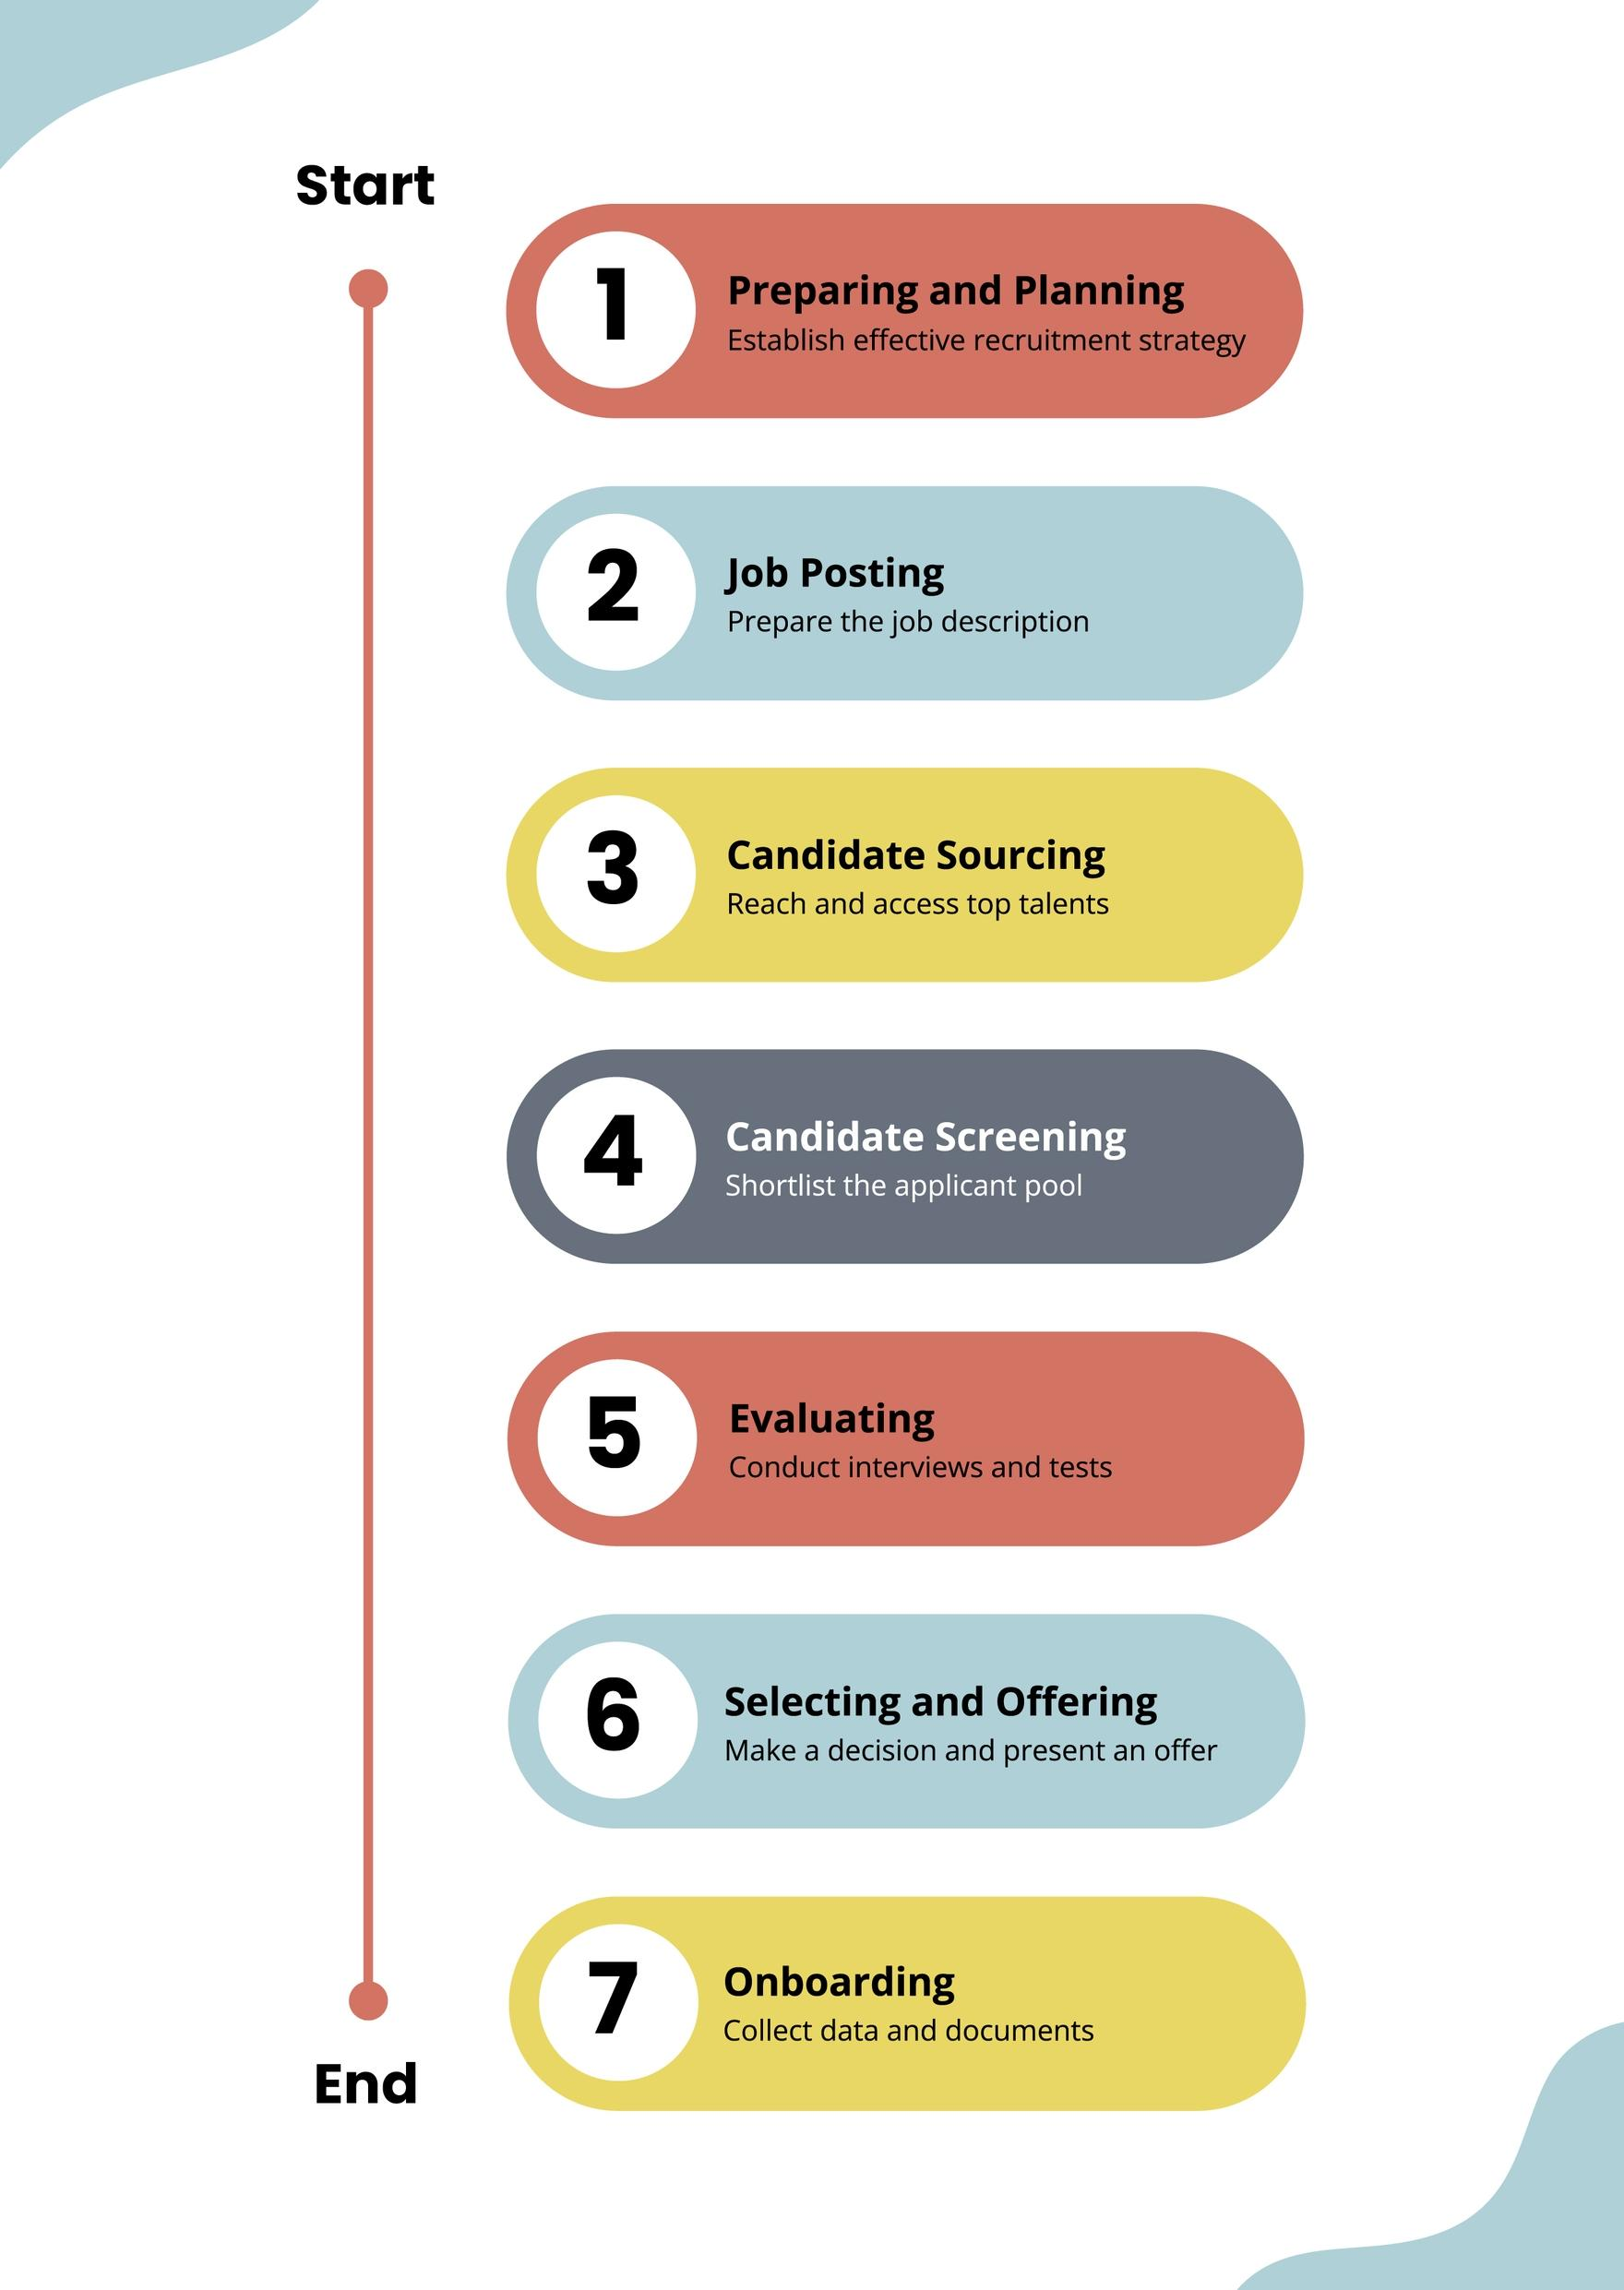 Start
1
Preparing and Planning
Establish effective recruitment strategy
2
Job Posting
Prepare the job description
3
Candidate Sourcing
Reach and access top talents
4
Candidate Screening
Shortlist the applicant pool
5
Evaluating
Conduct interviews and tests
6
Selecting and Offering
Make a decision and present an offer
7
Onboarding
Collect data and documents
End